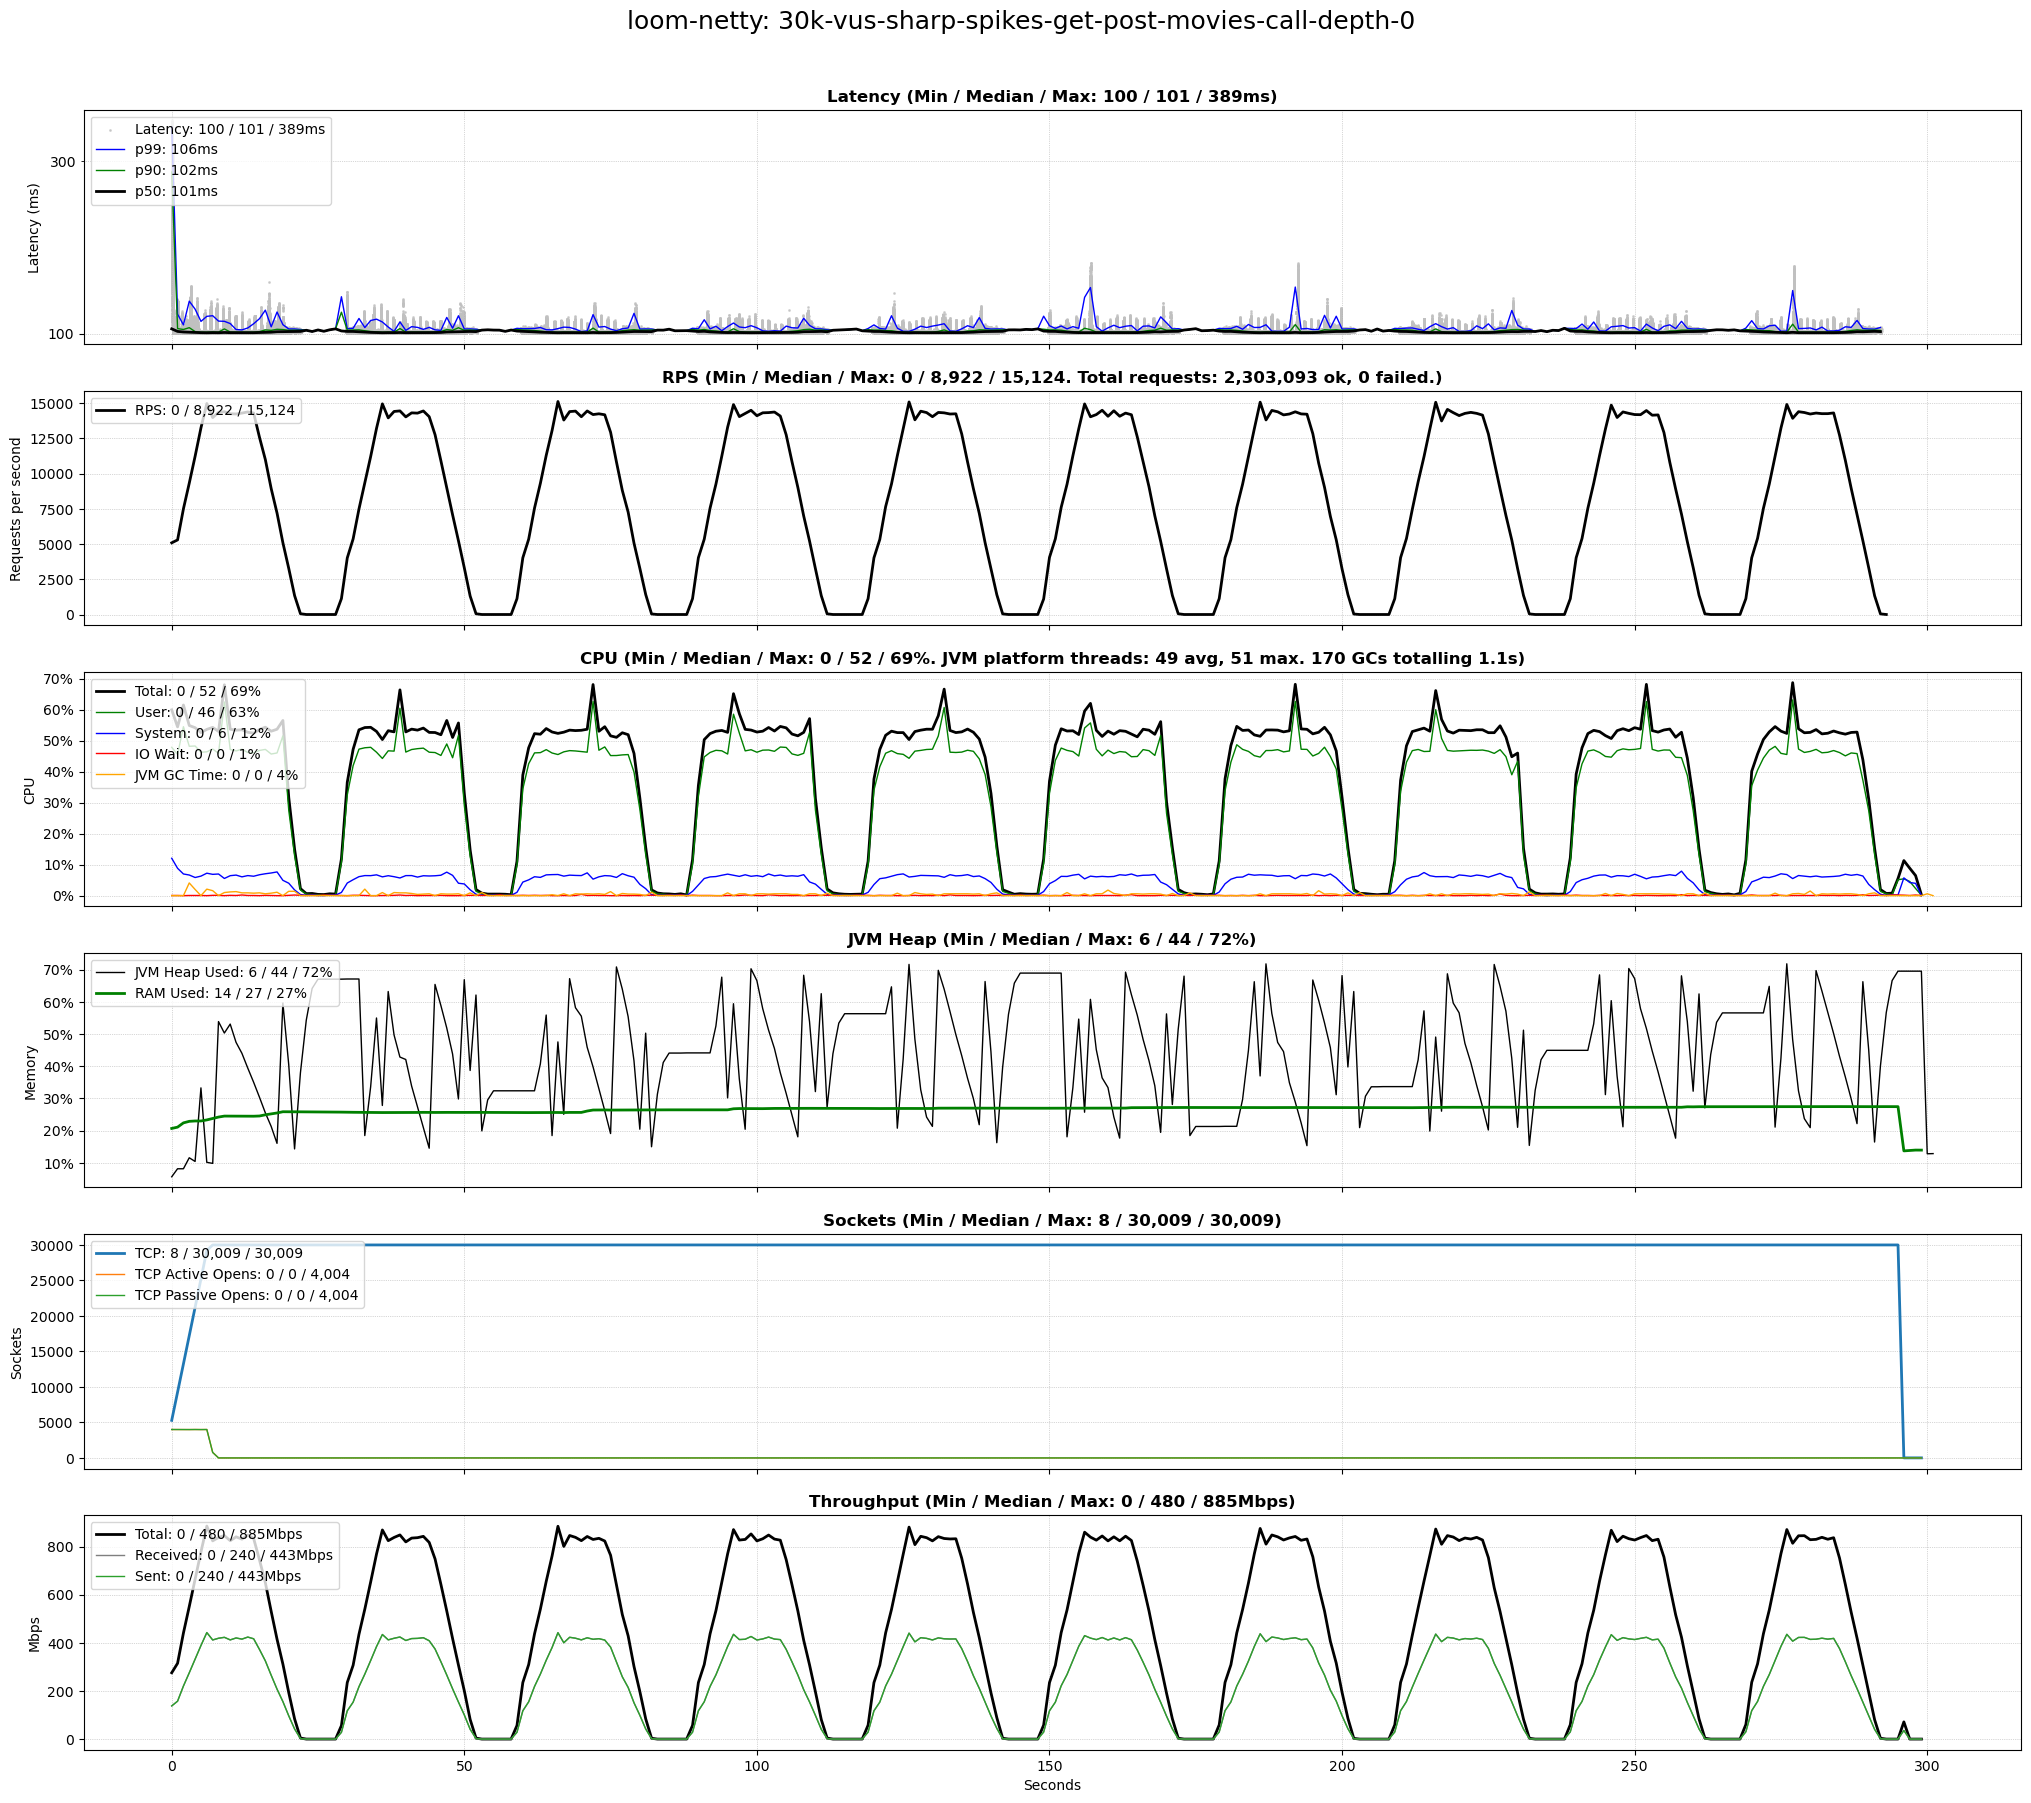 loom-netty: 30k-vus-sharp-spikes-get-post-movies-call-depth-0
Latency (Min / Median / Max: 100 / 101 / 389ms)
Latency: 100 / 101 / 389ms
p99: 106ms
p90: 102ms
p50: 101ms
Latency (ms)
300
100
RPS (Min / Median / Max: 0 / 8,922 / 15,124. Total requests: 2,303,093 ok, 0 failed.)
RPS: 0 / 8,922 / 15,124
Requests per second
15000
12500
10000
7500
5000
2500
0
CPU (Min / Median / Max: 0 / 52 / 69%. JVM platform threads: 49 avg, 51 max. 170 GCs totalling 1.1s)
Total: 0 / 52 / 69%
User: 0 / 46 / 63%
System: 0 / 6 / 12%
IO Wait: 0 / 0 / 1%
JVM GC Time: 0 / 0 / 4%
CPU
70%
60%
50%
40%
30%
20%
10%
0%
JVM Heap (Min / Median / Max: 6 / 44 / 72%)
JVM Heap Used: 6 / 44 / 72%
RAM Used: 14 / 27 / 27%
Memory
70%
60%
50%
40%
30%
20%
10%
Sockets (Min / Median / Max: 8 / 30,009 / 30,009)
TCP: 8 / 30,009 / 30,009
TCP Active Opens: 0 / 0 / 4,004
TCP Passive Opens: 0 / 0 / 4,004
Sockets
30000
25000
20000
15000
10000
5000
0
Throughput (Min / Median / Max: 0 / 480 / 885Mbps)
Total: 0 / 480 / 885Mbps
Received: 0 / 240 / 443Mbps
Sent: 0 / 240 / 443Mbps
Mbps
800
600
400
200
0
0 50 100 150 200 250 300
Seconds